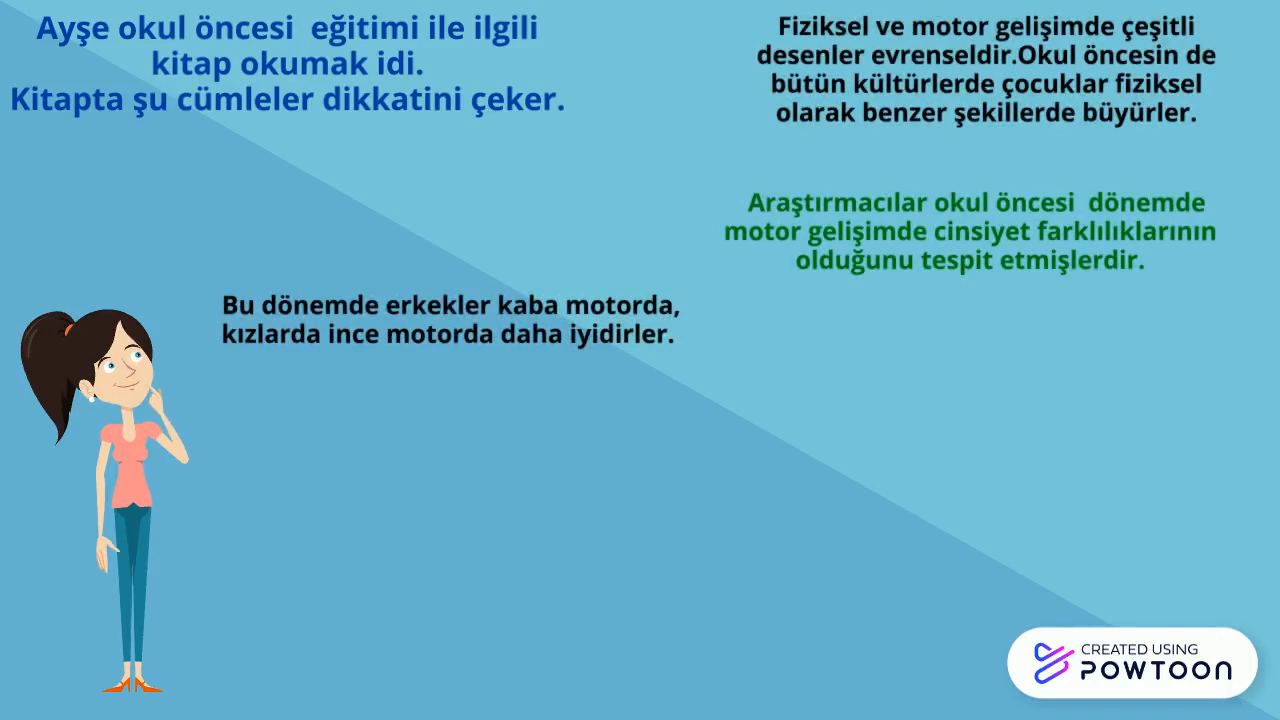 Ayşe okul öncesi  eğitimi ile ilgili
kitap okumak idi.
Kitapta şu cümleler dikkatini çeker.
Fiziksel ve motor gelişimde çeşitli
desenler evrenseldir.Okul öncesin de
bütün kültürlerde çocuklar fiziksel
olarak benzer şekillerde büyürler.
Araştırmacılar okul öncesi  dönemde
motor gelişimde cinsiyet farklılıklarının
olduğunu tespit etmişlerdir.
Bu dönemde erkekler kaba motorda,
kızlarda ince motorda daha iyidirler.
CREATED USING
POWTOON